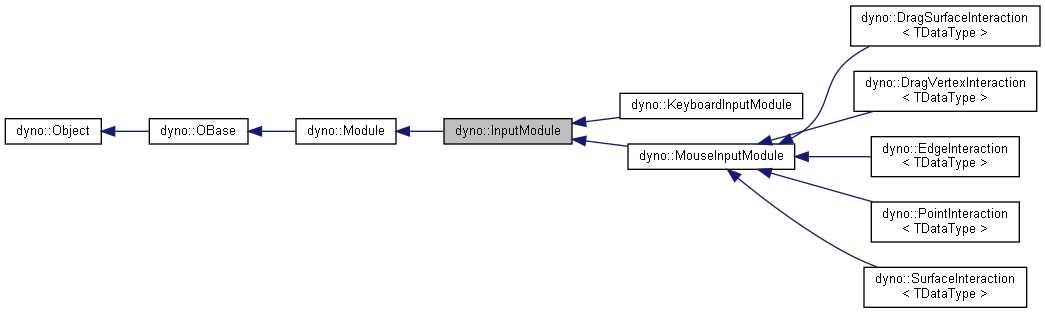 dyno::Object
dyno::OBase
dyno::Module
dyno::InputModule
dyno::KeyboardInputModule
dyno::MouseInputModule
dyno::DragSurfaceInteraction
< TDataType >
dyno::DragVertexInteraction
< TDataType >
dyno::EdgeInteraction
< TDataType >
dyno::PointInteraction
< TDataType >
dyno::SurfaceInteraction
< TDataType >